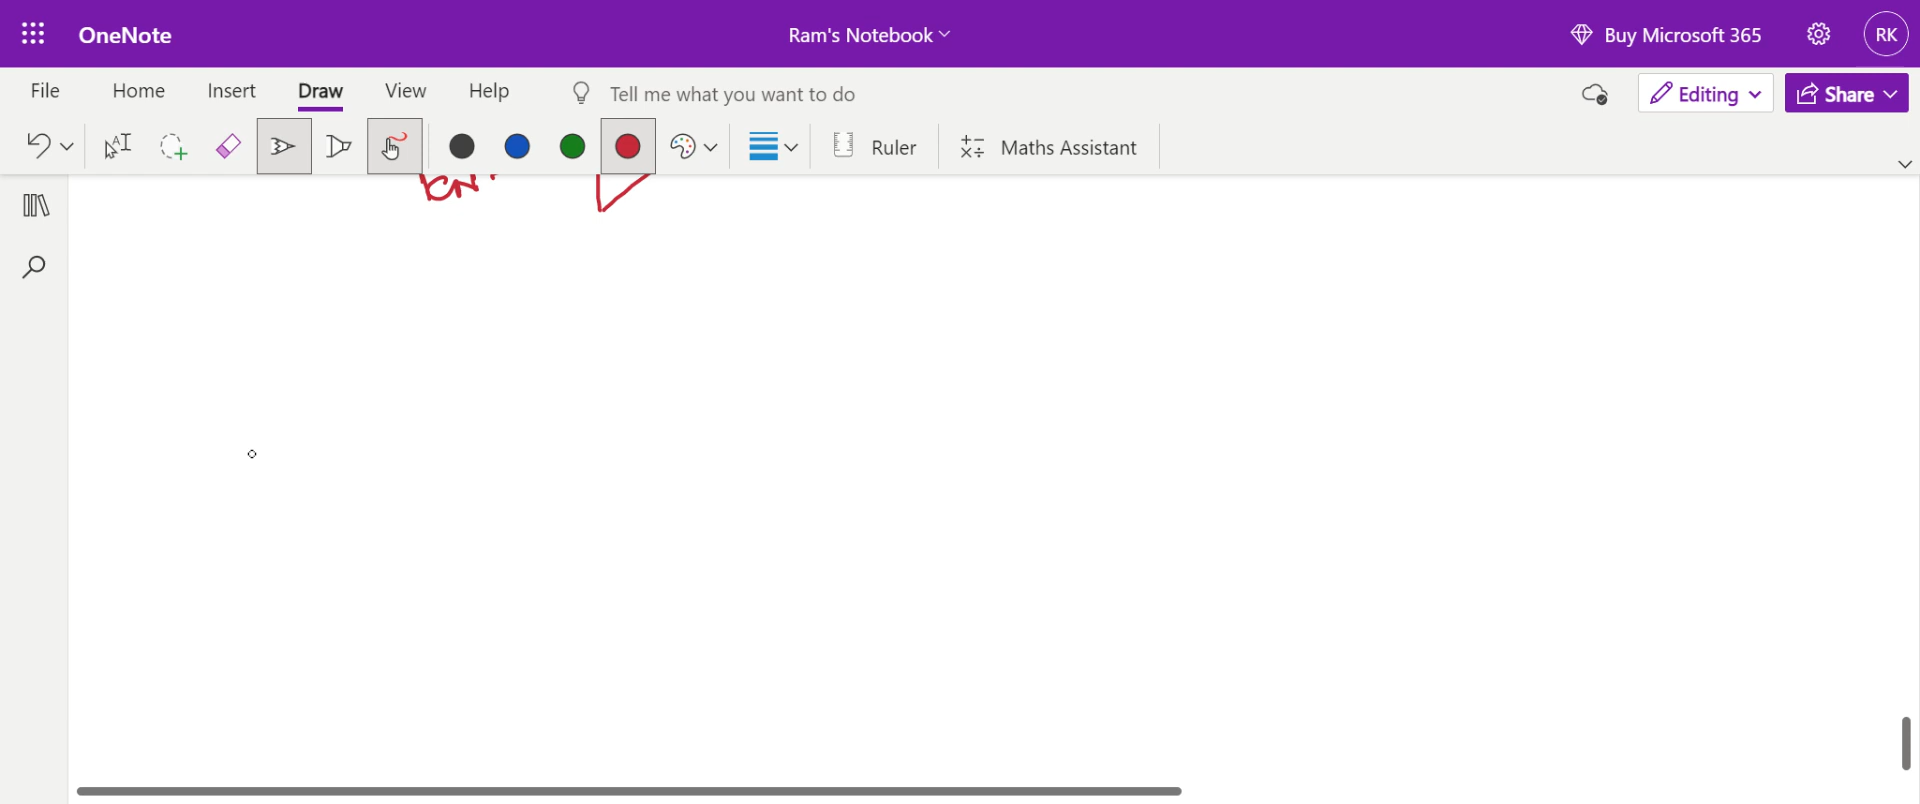 OneNote
Ram's Notebook
Buy Microsoft 365
RK
File
Home
Insert
Draw
View
Help
Tell me what you want to do
Editing
Share
Ruler
Maths Assistant